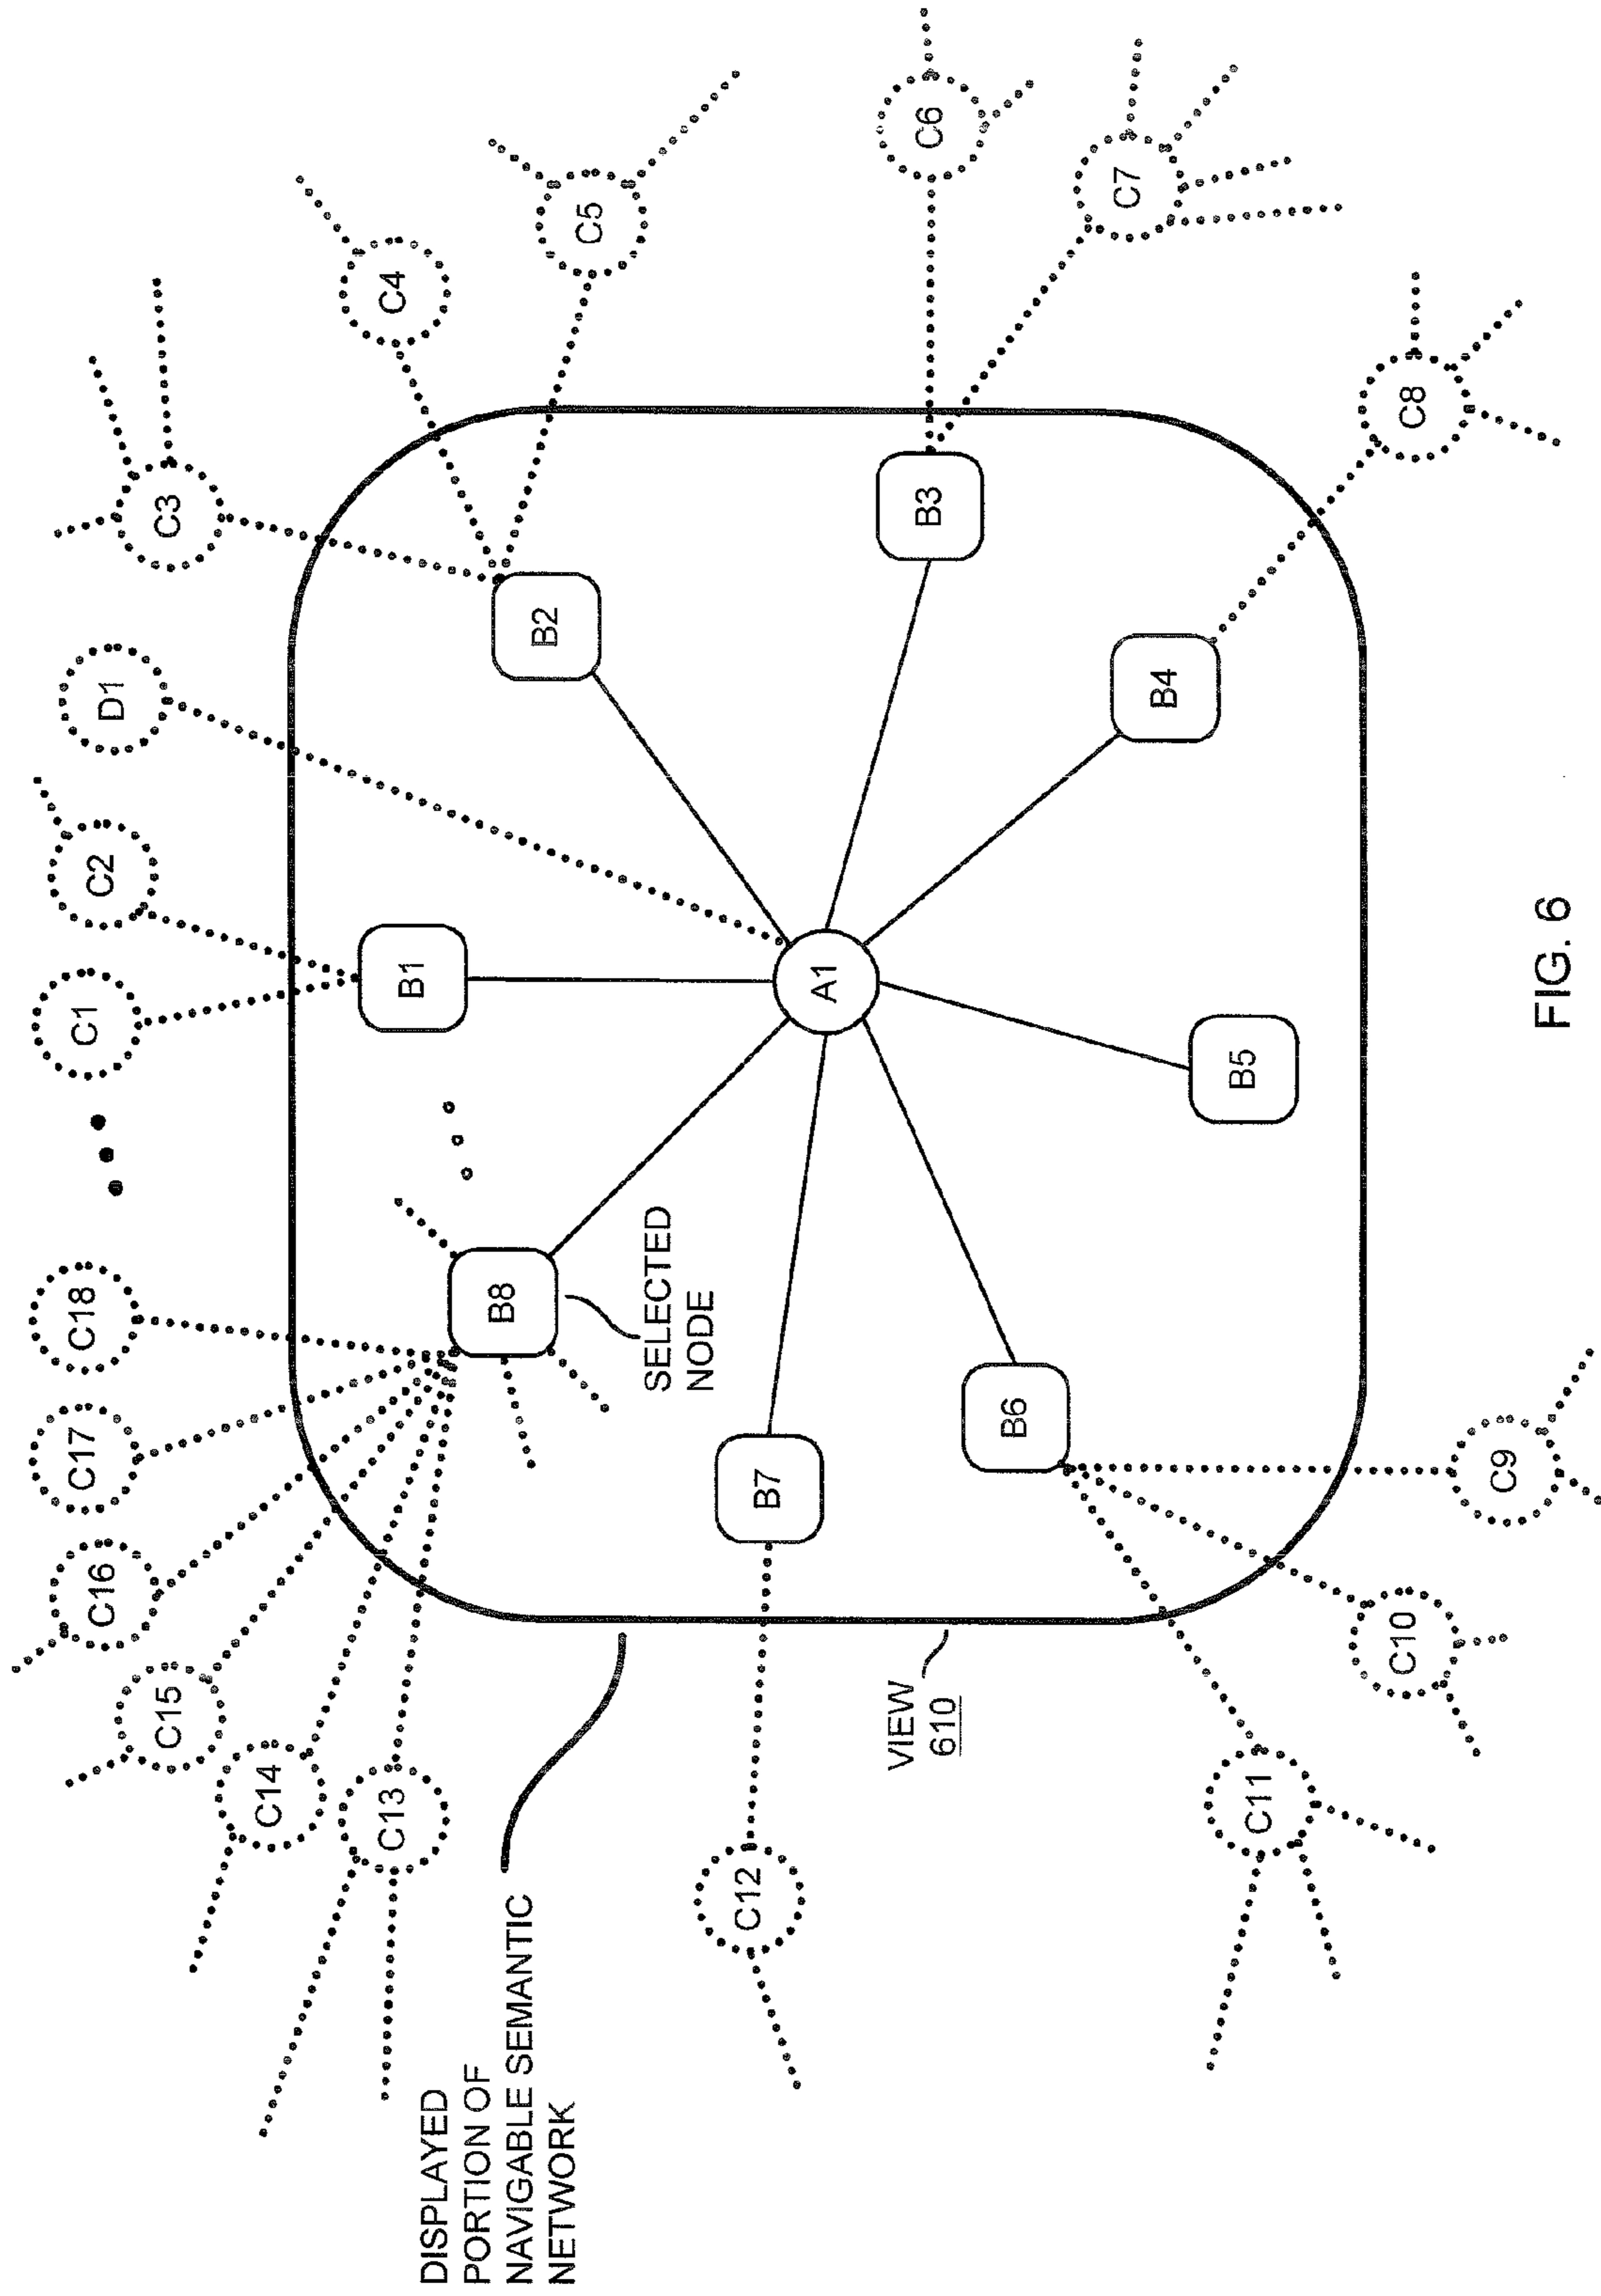 C18
C1
C2
D1
C17
C16
C3
C15
C14
C4
C13
B1
B8
B2
C5
SELECTED
NODE
DISPLAYED
PORTION OF
NAVIGABLE SEMANTIC
NETWORK
C12
B7
A1
B3
C6
VIEW
610
B6
B4
C7
C11
B5
C10
C8
C9
FIG. 6